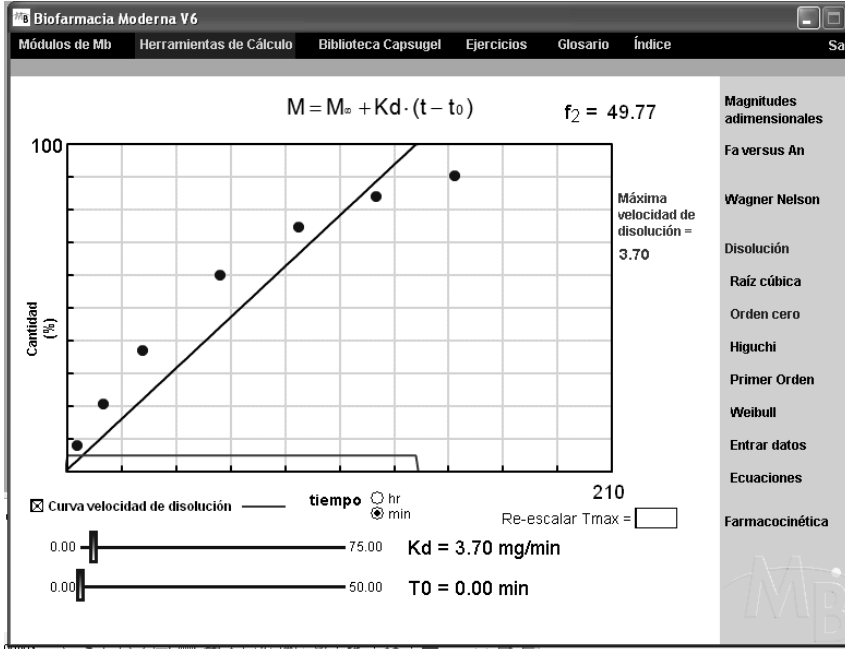 Biofarmacia Moderna V6
Módulos de Mb Herramientas de Cálculo Biblioteca Capsugel Ejercicios Glosario Índice Sa
M = M∞ + Kd · (t – t0)
f2 = 49.77
100
Cantidad
(%)
Máxima
velocidad de
disolución =
3.70
210
Curva velocidad de disolución
tiempo
hr
min
Re-escalar Tmax =
0.00
75.00
Kd = 3.70 mg/min
0.00
50.00
T0 = 0.00 min
Magnitudes
adimensionales
Fa versus An
Wagner Nelson
Disolución
Raíz cúbica
Orden cero
Higuchi
Primer Orden
Weibull
Entrar datos
Ecuaciones
Farmacocinética
MB